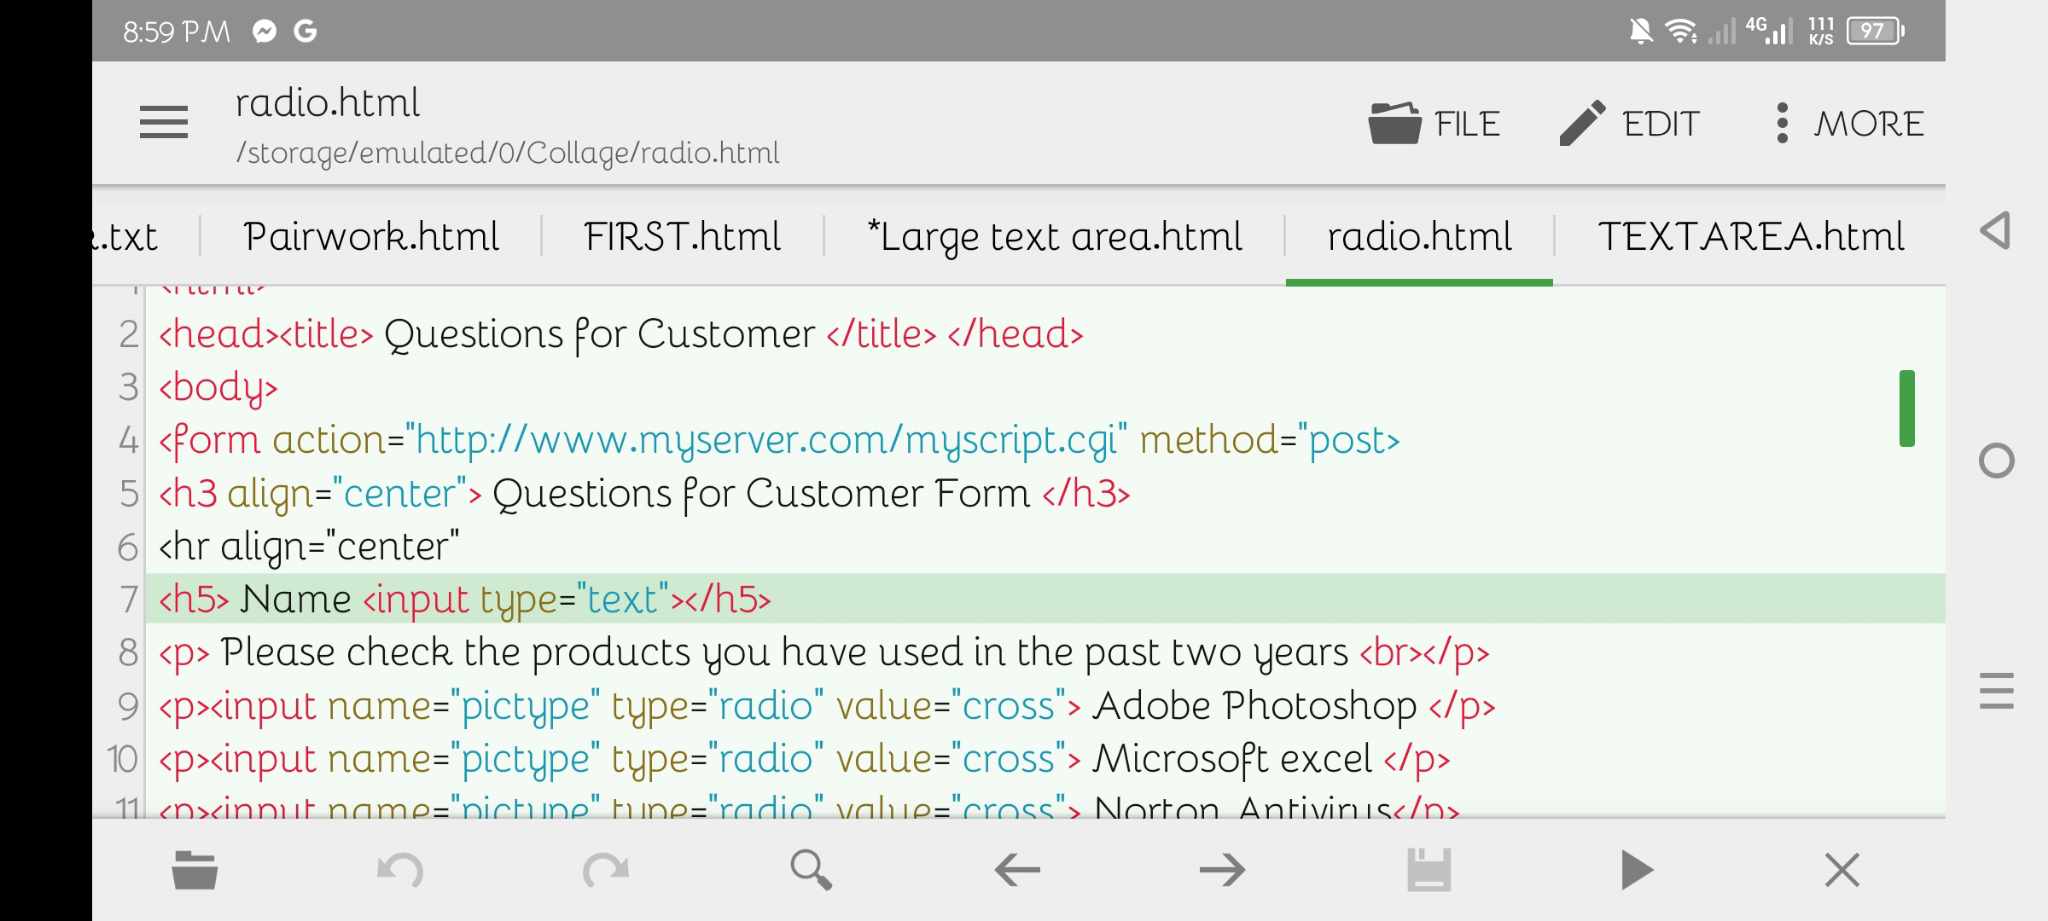 8:59 PM
4G 111 K/S 97
radio.html
/storage/emulated/0/Collage/radio.html
FILE EDIT MORE
.txt Pairwork.html FIRST.html *Large text area.html radio.html TEXTAREA.html
1 <html>
2 <head><title> Questions for Customer </title> </head>
3 <body>
4 <form action="http://www.myserver.com/myscript.cgi" method="post>
5 <h3 align="center"> Questions for Customer Form </h3>
6 <hr align="center"
7 <h5> Name <input type="text"></h5>
8 <p> Please check the products you have used in the past two years <br></p>
9 <p><input name="pictype" type="radio" value="cross"> Adobe Photoshop </p>
10 <p><input name="pictype" type="radio" value="cross"> Microsoft excel </p>
11 <p><input name="pictype" type="radio" value="cross"> Norton Antivirus</p>